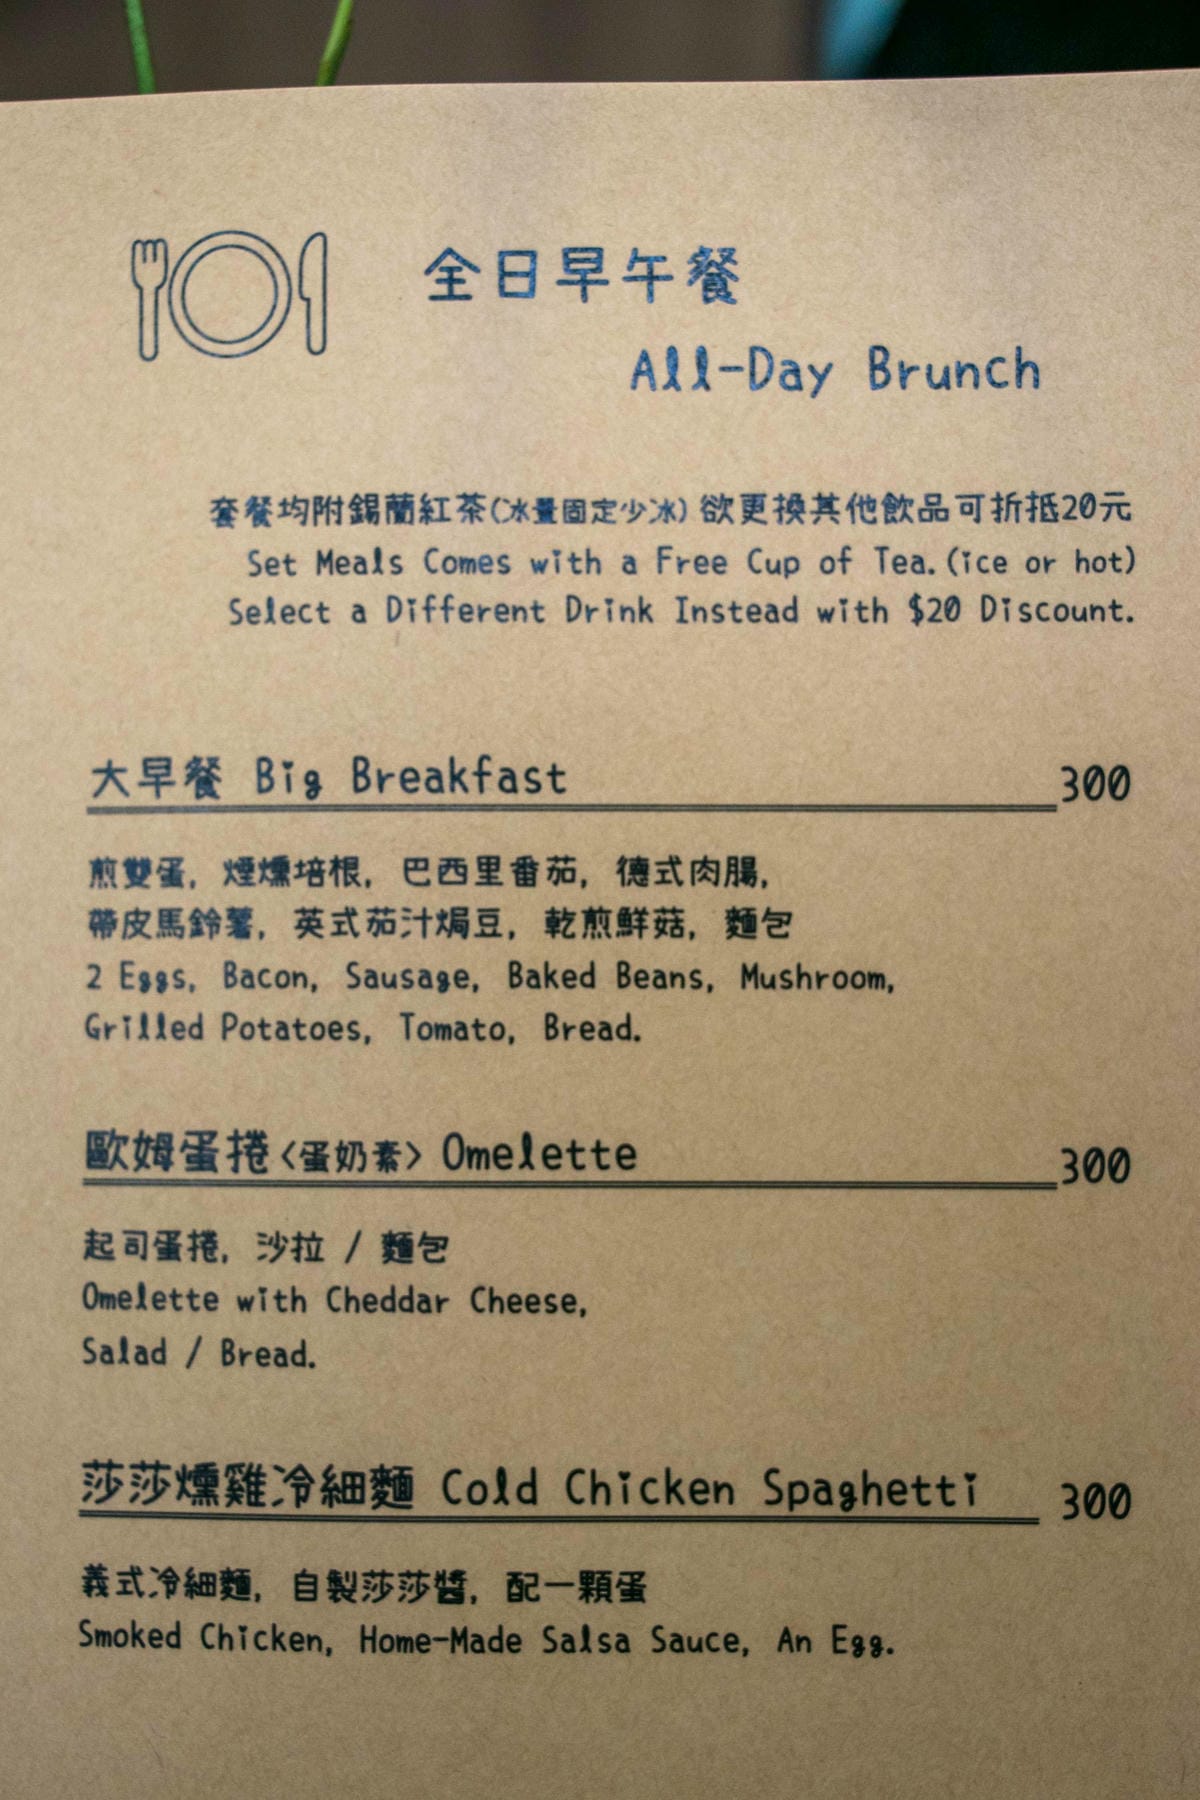 全日早午餐
All-Day Brunch
套餐均附錫蘭紅茶(冰量固定少冰) 欲更換其他飲品可折抵20元
Set Meals Comes with a Free Cup of Tea.(ice or hot)
Select a Different Drink Instead with $20 Discount.
大早餐 Big Breakfast 300
煎雙蛋, 煙燻培根, 巴西里番茄, 德式肉腸,
帶皮馬鈴薯, 英式茄汁焗豆, 乾煎鮮菇, 麵包
2 Eggs, Bacon, Sausage, Baked Beans, Mushroom,
Grilled Potatoes, Tomato, Bread.
歐姆蛋捲<蛋奶素> Omelette 300
起司蛋捲, 沙拉 / 麵包
Omelette with Cheddar Cheese,
Salad / Bread.
莎莎燻雞冷細麵 Cold Chicken Spaghetti 300
義式冷細麵, 自製莎莎醬, 配一顆蛋
Smoked Chicken, Home-Made Salsa Sauce, An Egg.